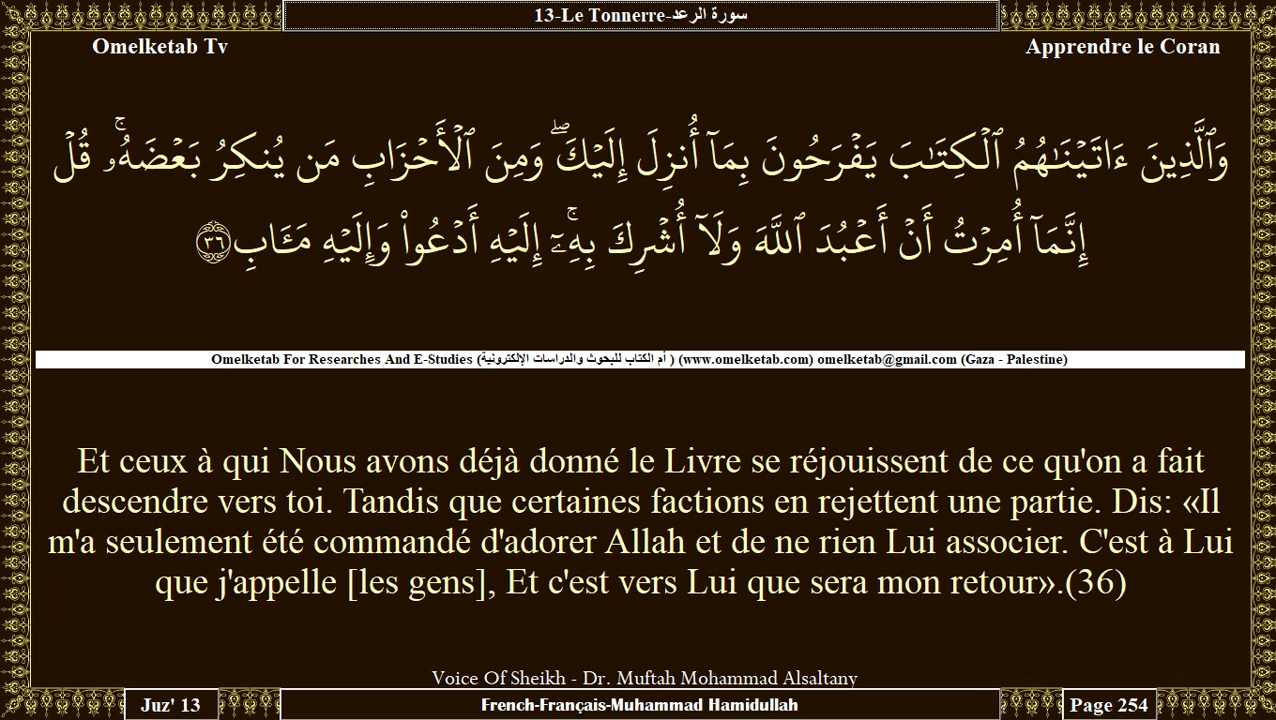 13-Le Tonnerre-سورة الرعد
Omelketab Tv
Apprendre le Coran
وَٱلَّذِينَ ءَاتَيْنَـٰهُمُ ٱلْكِتَـٰبَ يَفْرَحُونَ بِمَآ أُنزِلَ إِلَيْكَ ۖ وَمِنَ ٱلْأَحْزَابِ مَن يُنكِرُ بَعْضَهُۥ ۚ قُلْ
إِنَّمَآ أُمِرْتُ أَنْ أَعْبُدَ ٱللَّهَ وَلَآ أُشْرِكَ بِهِۦٓ ۚ إِلَيْهِ أَدْعُوا۟ وَإِلَيْهِ مَـَٔابِ ٣٦
Omelketab For Researches And E-Studies (أم الكتاب للبحوث والدراسات الإلكترونية ) (www.omelketab.com) omelketab@gmail.com (Gaza - Palestine)
Et ceux à qui Nous avons déjà donné le Livre se réjouissent de ce qu'on a fait
descendre vers toi. Tandis que certaines factions en rejettent une partie. Dis: «Il
m'a seulement été commandé d'adorer Allah et de ne rien Lui associer. C'est à Lui
que j'appelle [les gens], Et c'est vers Lui que sera mon retour».(36)
Voice Of Sheikh - Dr. Muftah Mohammad Alsaltany
Juz' 13
French-Français-Muhammad Hamidullah
Page 254